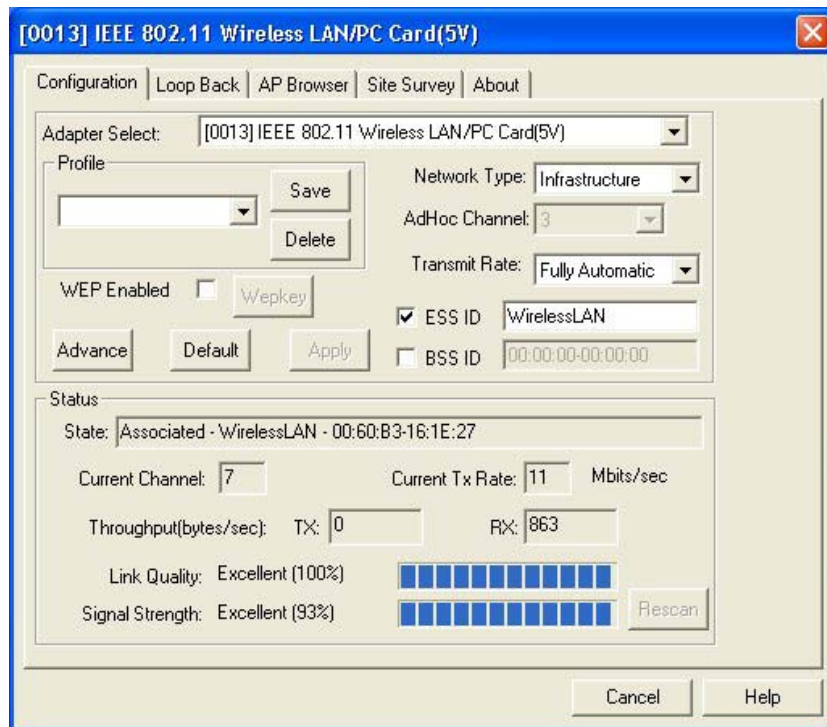 [0013] IEEE 802.11 Wireless LAN/PC Card(5V)
Configuration Loop Back AP Browser Site Survey About
Adapter Select: [0013] IEEE 802.11 Wireless LAN/PC Card(5V)
Profile
Save
Delete
Network Type: Infrastructure
AdHoc Channel: 3
Transmit Rate: Fully Automatic
WEP Enabled Wepkey
ESS ID WirelessLAN
Advance Default Apply
BSS ID 00:00:00-00:00:00
Status
State: Associated - WirelessLAN - 00:60:B3-16:1E:27
Current Channel: 7 Current Tx Rate: 11 Mbits/sec
Throughput(bytes/sec): TX: 0 RX: 863
Link Quality: Excellent (100%)
Signal Strength: Excellent (93%)
Rescan
Cancel Help